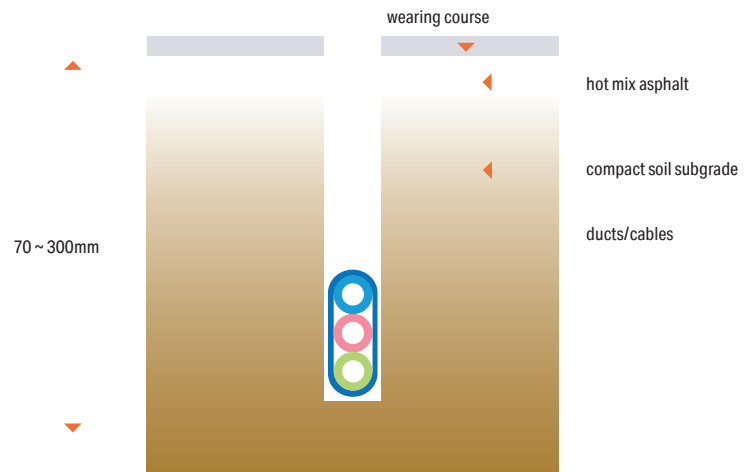 wearing course
hot mix asphalt
compact soil subgrade
ducts/cables
70 ~ 300mm